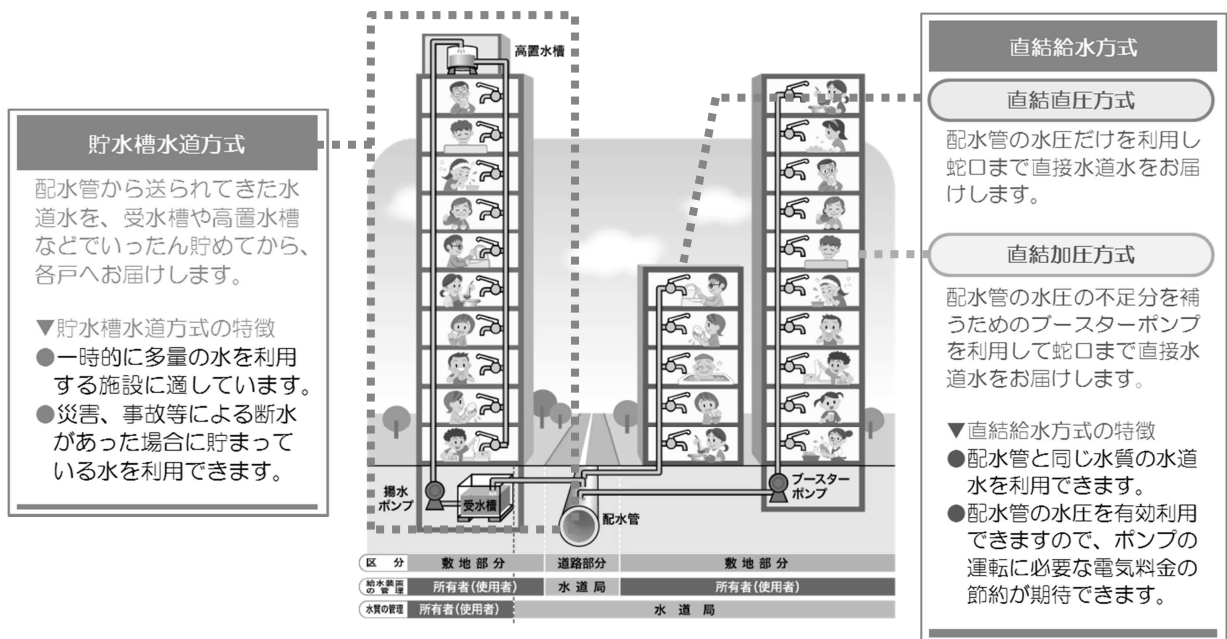 貯水槽水道方式
配水管から送られてきた水
道水を、受水槽や高置水槽
などでいったん貯めてから、
各戸へお届けします。
▼貯水槽水道方式の特徴
●一時的に多量の水を利用
する施設に適しています。
●災害、事故等による断水
があった場合に貯まって
いる水を利用できます。
高置水槽
揚水
ポンプ
受水槽
配水管
ブースター
ポンプ
区 分 敷地部分 道路部分 敷地部分
給水装置
の管理 所有者(使用者) 水道局 所有者(使用者)
水質の管理 所有者(使用者) 水道局
直結給水方式
直結直圧方式
配水管の水圧だけを利用し
蛇口まで直接水道水をお届
けします。
直結加圧方式
配水管の水圧の不足分を補
うためのブースターポンプ
を利用して蛇口まで直接水
道水をお届けします。
▼直結給水方式の特徴
●配水管と同じ水質の水道
水を利用できます。
●配水管の水圧を有効利用
できますので、ポンプの
運転に必要な電気料金の
節約が期待できます。